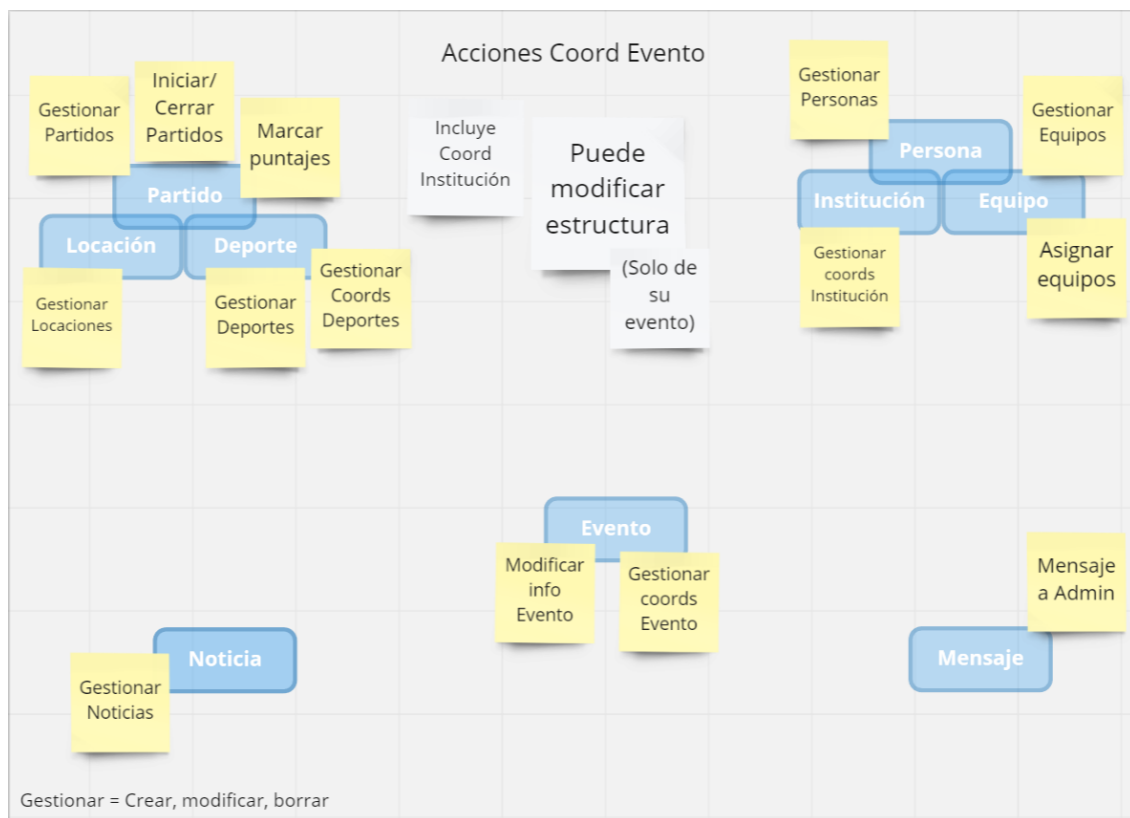 Acciones Coord Evento
Gestionar
Partidos
Iniciar/
Cerrar
Partidos
Marcar
puntajes
Partido
Locación
Deporte
Gestionar
Locaciones
Gestionar
Deportes
Gestionar
Coords
Deportes
Incluye
Coord
Institución
Puede
modificar
estructura
(Solo de
su
evento)
Gestionar
Personas
Gestionar
Equipos
Persona
Institución
Equipo
Gestionar
coords
Institución
Asignar
equipos
Evento
Modificar
info
Evento
Gestionar
coords
Evento
Mensaje
a Admin
Mensaje
Noticia
Gestionar
Noticias
Gestionar = Crear, modificar, borrar